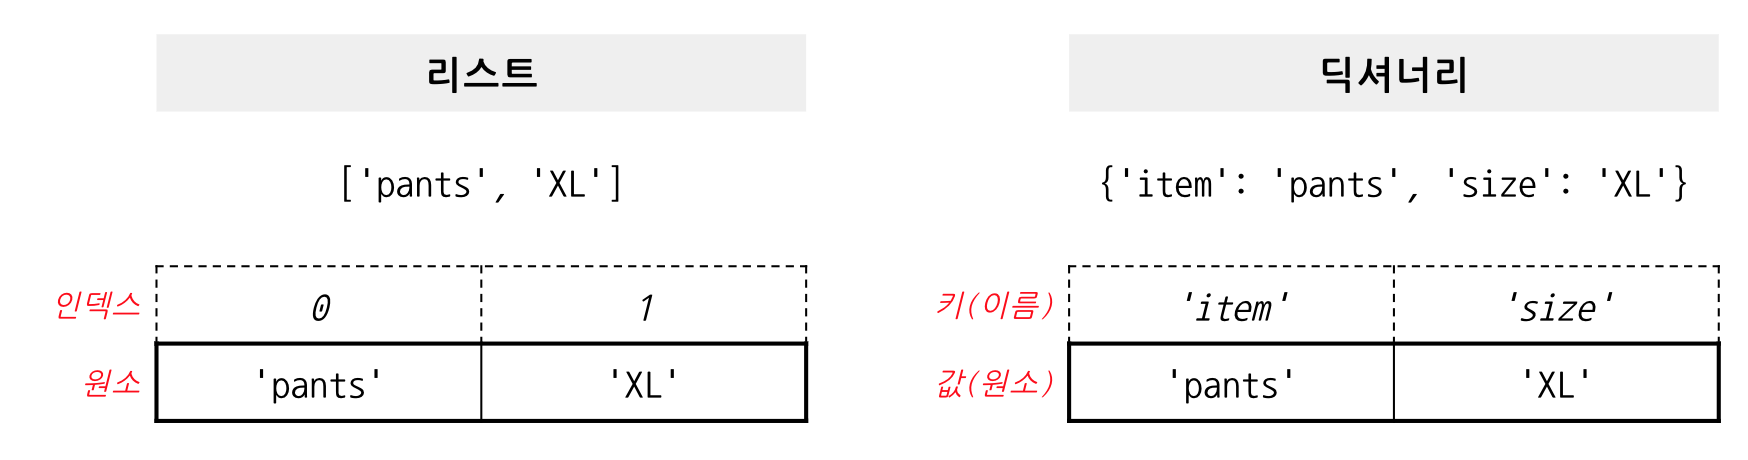 리스트
['pants', 'XL']
인덱스 0 1
원소 'pants' 'XL'
딕셔너리
{'item': 'pants', 'size': 'XL'}
키(이름) 'item' 'size'
값(원소) 'pants' 'XL'